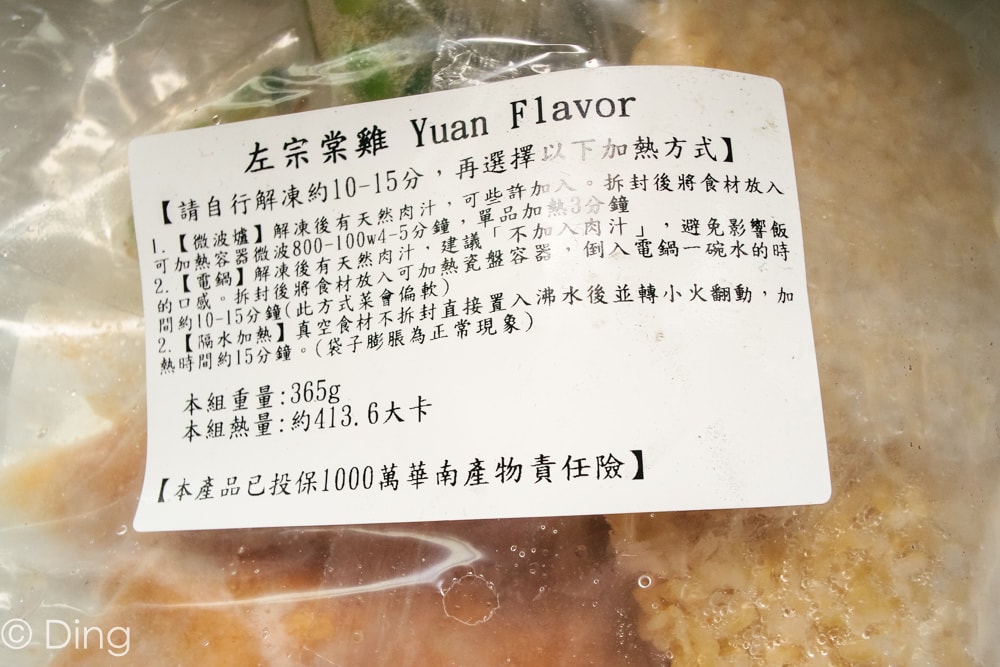 左宗棠雞 Yuan Flavor
【請自行解凍約10-15分，再選擇以下加熱方式】
1.【微波爐】解凍後有天然肉汁，可些許加入。拆封後將食材放入
可加熱容器微波800-100w4-5分鐘，單品加熱3分鐘
2.【電鍋】解凍後有天然肉汁，建議「不加入肉汁」，避免影響飯
的口感。拆封後將食材放入可加熱瓷盤容器，倒入電鍋一碗水的時
間約10-15分鐘(此方式菜會偏軟)
2.【隔水加熱】真空食材不拆封直接置入沸水後並轉小火翻動，加
熱時間約15分鐘。(袋子膨脹為正常現象)
本組重量:365g
本組熱量:約413.6大卡
【本產品已投保1000萬華南產物責任險】
© Ding